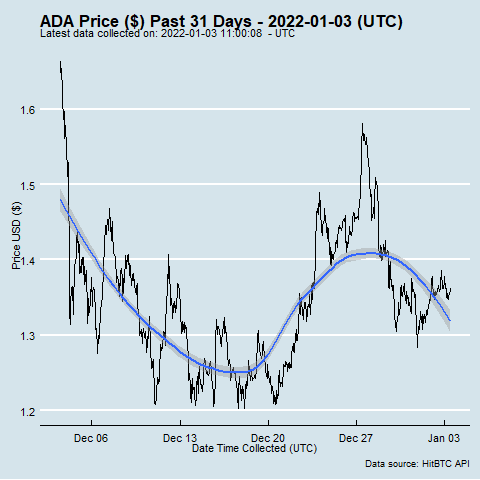 ADA Price ($) Past 31 Days - 2022-01-03 (UTC)
Latest data collected on: 2022-01-03 11:00:08 - UTC
1.6
1.5
1.4
1.3
1.2
Price USD ($)
Dec 06 Dec 13 Dec 20 Dec 27 Jan 03
Date Time Collected (UTC)
Data source: HitBTC API